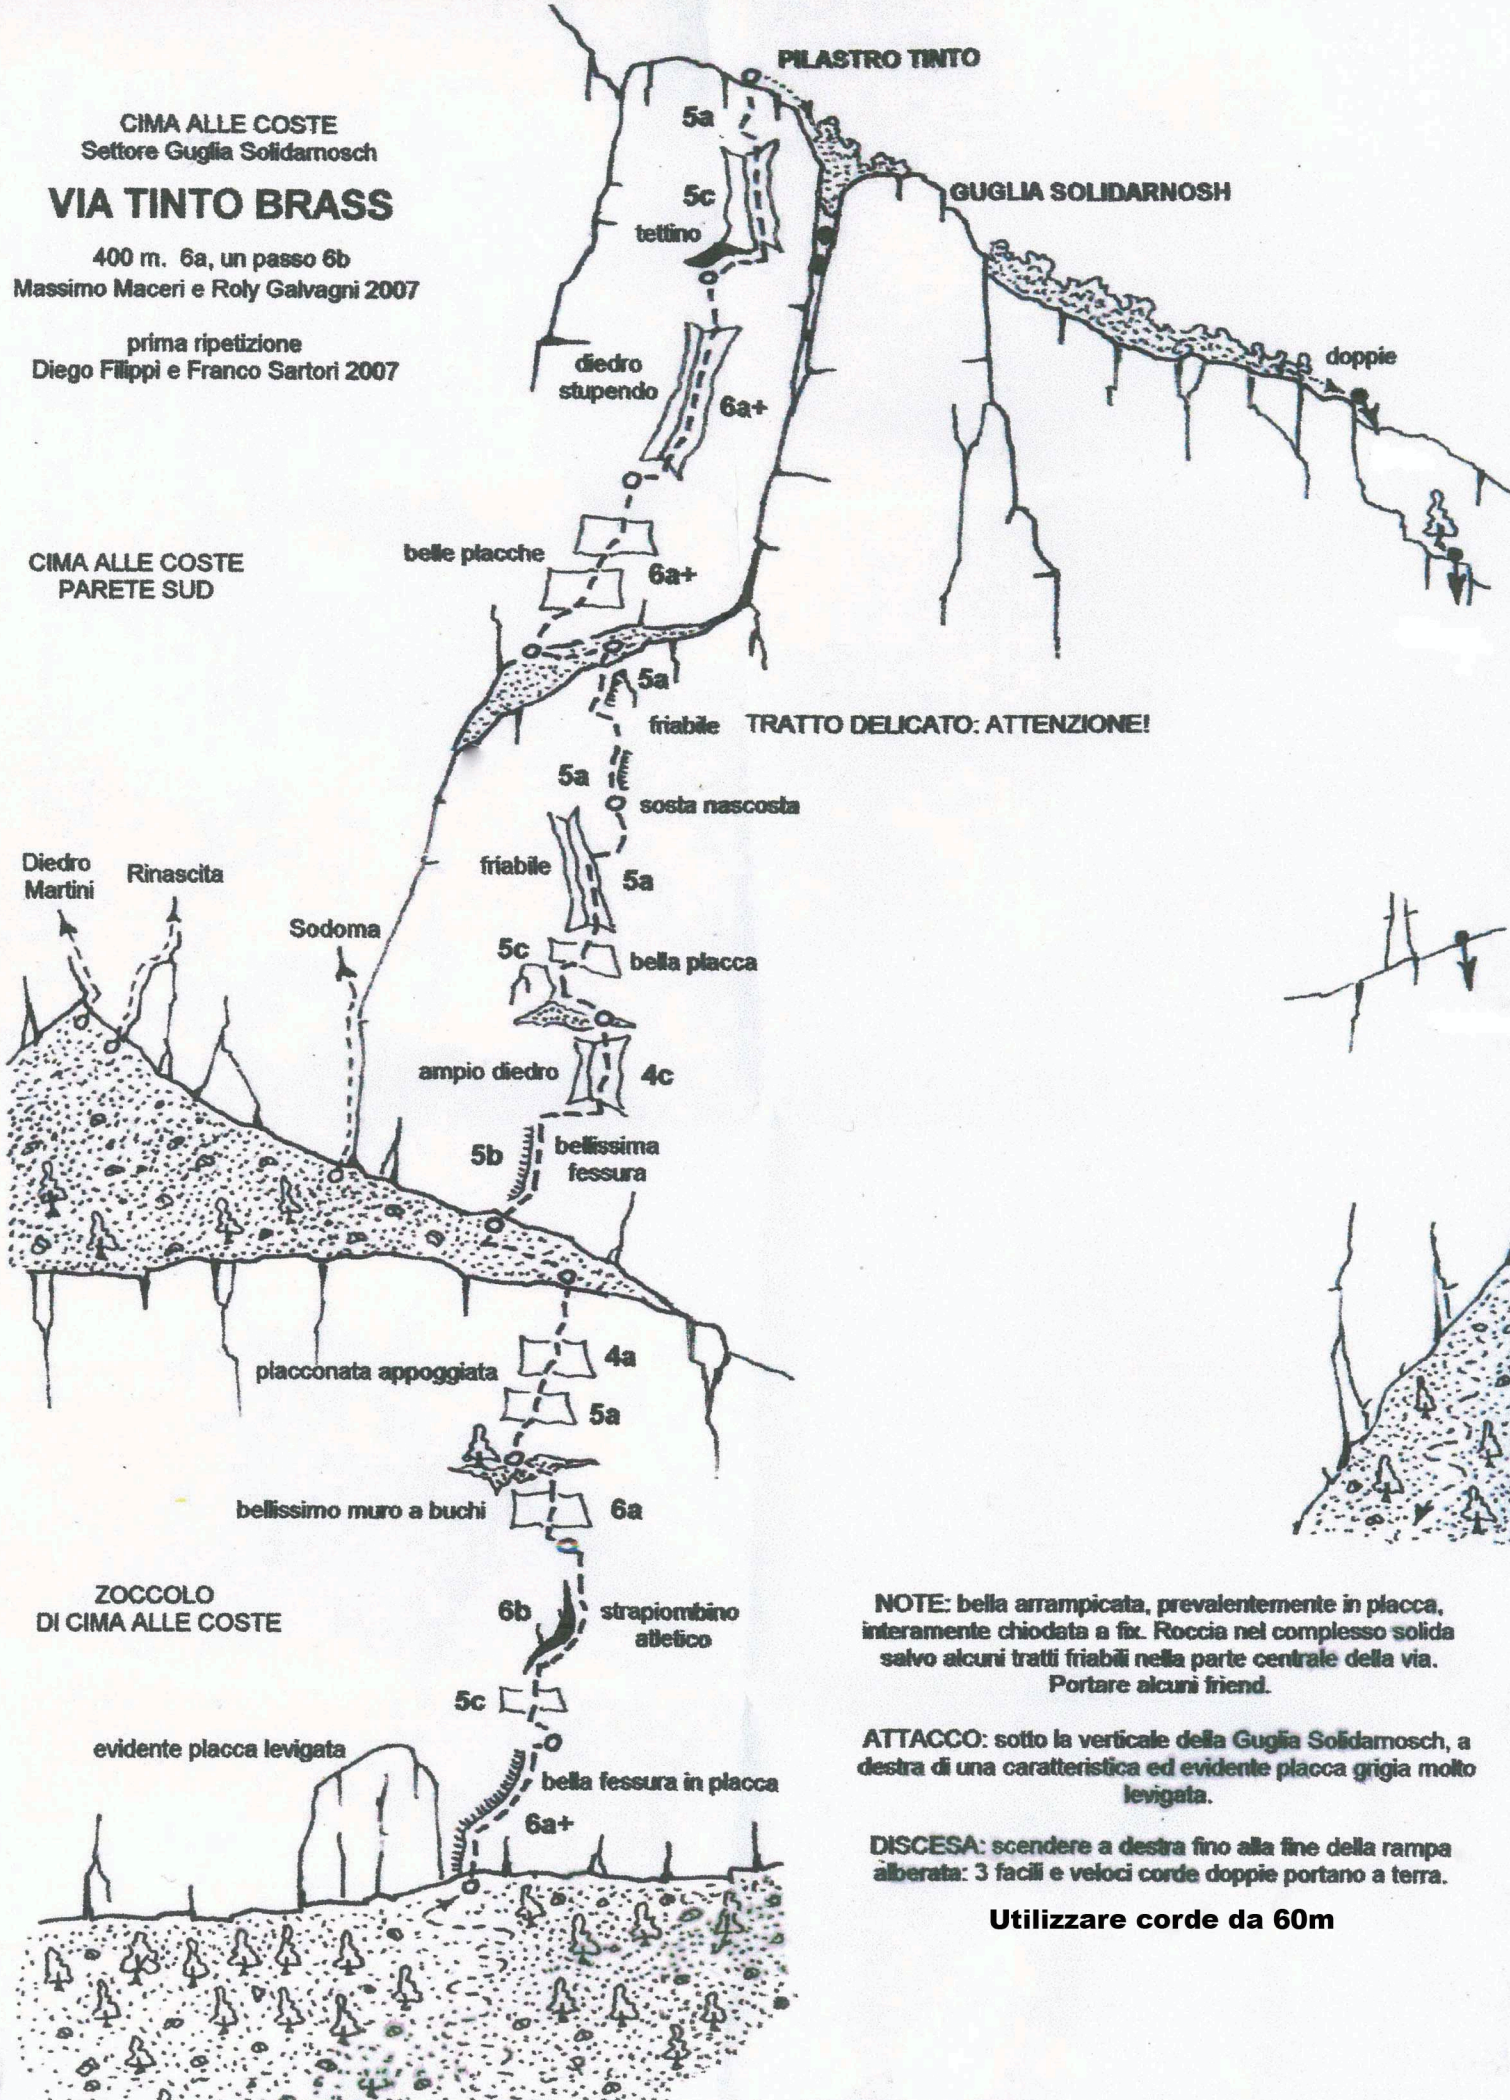 PILASTRO TINTO
CIMA ALLE COSTE
Settore Guglia Solidarnosch
VIA TINTO BRASS
400 m. 6a, un passo 6b
Massimo Maceri e Roly Galvagni 2007
prima ripetizione
Diego Filippi e Franco Sartori 2007
5a
5c
GUGLIA SOLIDARNOSH
tettino
doppie
diedro
stupendo
6a+
belle placche
6a+
CIMA ALLE COSTE
PARETE SUD
5a
friabile TRATTO DELICATO: ATTENZIONE!
5a
sosta nascosta
Diedro
Martini
Rinascita
friabile
5a
Sodoma
5c
bella placca
ampio diedro
4c
5b
bellissima
fessura
placconata appoggiata
4a
5a
bellissimo muro a buchi
6a
ZOCCOLO
DI CIMA ALLE COSTE
6b
strapiombino
atletico
5c
evidente placca levigata
bella fessura in placca
6a+
NOTE: bella arrampicata, prevalentemente in placca,
interamente chiodata a fix. Roccia nel complesso solida
salvo alcuni tratti friabili nella parte centrale della via.
Portare alcuni friend.
ATTACCO: sotto la verticale della Guglia Solidarnosch, a
destra di una caratteristica ed evidente placca grigia molto
levigata.
DISCESA: scendere a destra fino alla fine della rampa
alberata: 3 facili e veloci corde doppie portano a terra.
Utilizzare corde da 60m